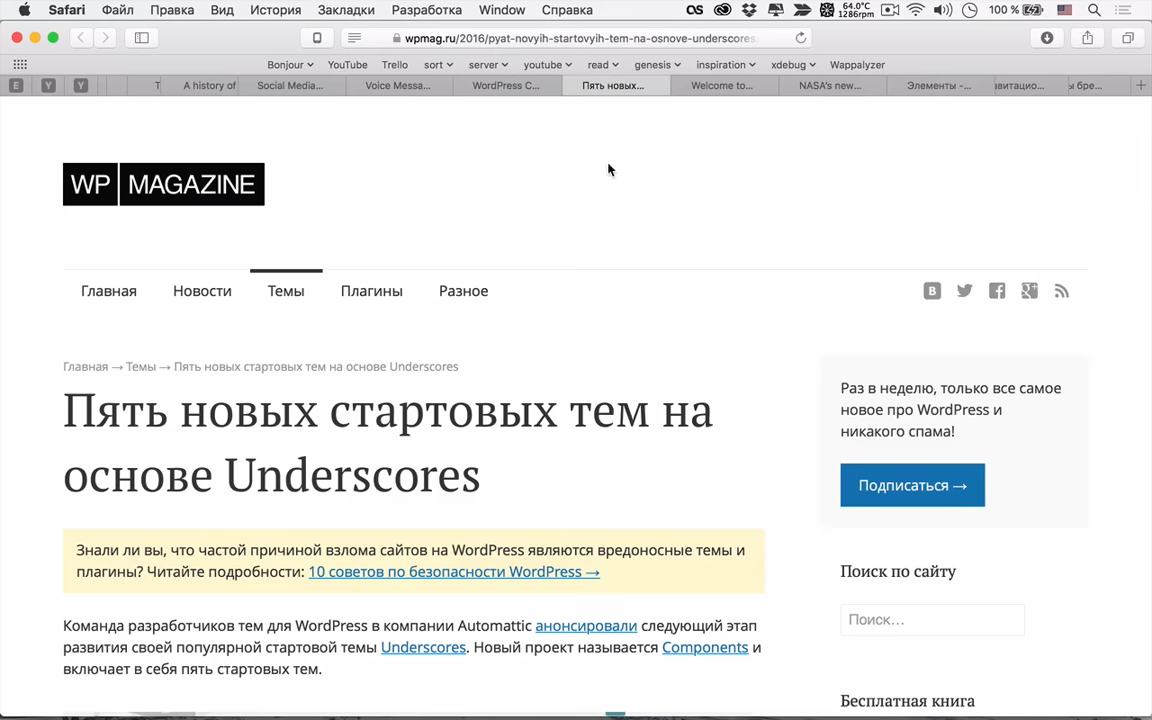 Safari Файл Правка Вид История Закладки Разработка Window Справка 64.0°C 1286rpm 100 %
wpmag.ru/2016/pyat-novyih-startovyih-tem-na-osnove-underscores
Bonjour YouTube Trello sort server youtube read genesis inspiration xdebug Wappalyzer
E Y Y T A history of Social Media... Voice Messa... WordPress C... Пять новых... Welcome to... NASA's new... Элементы -... витацио... ы бре...
WP MAGAZINE
Главная Новости Темы Плагины Разное
Главная → Темы → Пять новых стартовых тем на основе Underscores
Пять новых стартовых тем на
основе Underscores
Знали ли вы, что частой причиной взлома сайтов на WordPress являются вредоносные темы и
плагины? Читайте подробности: 10 советов по безопасности WordPress →
Команда разработчиков тем для WordPress в компании Automattic анонсировали следующий этап
развития своей популярной стартовой темы Underscores. Новый проект называется Components и
включает в себя пять стартовых тем.
Раз в неделю, только все самое
новое про WordPress и
никакого спама!
Подписаться →
Поиск по сайту
Поиск...
Бесплатная книга